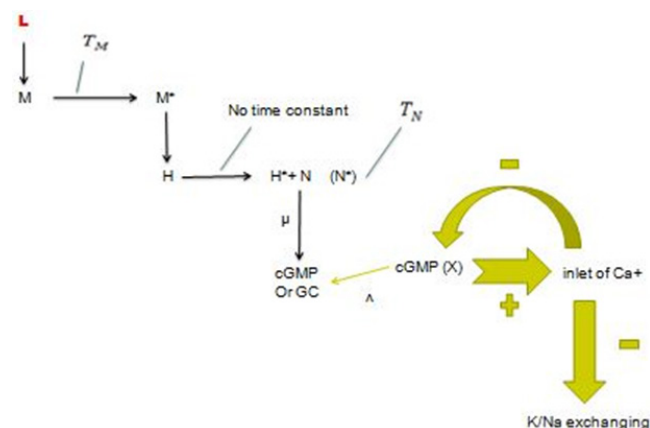 L
T_M
M
M*
No time constant
T_N
H
H*+ N (N*)
μ
cGMP
Or GC
cGMP (X)
^
inlet of Ca+
K/Na exchanging